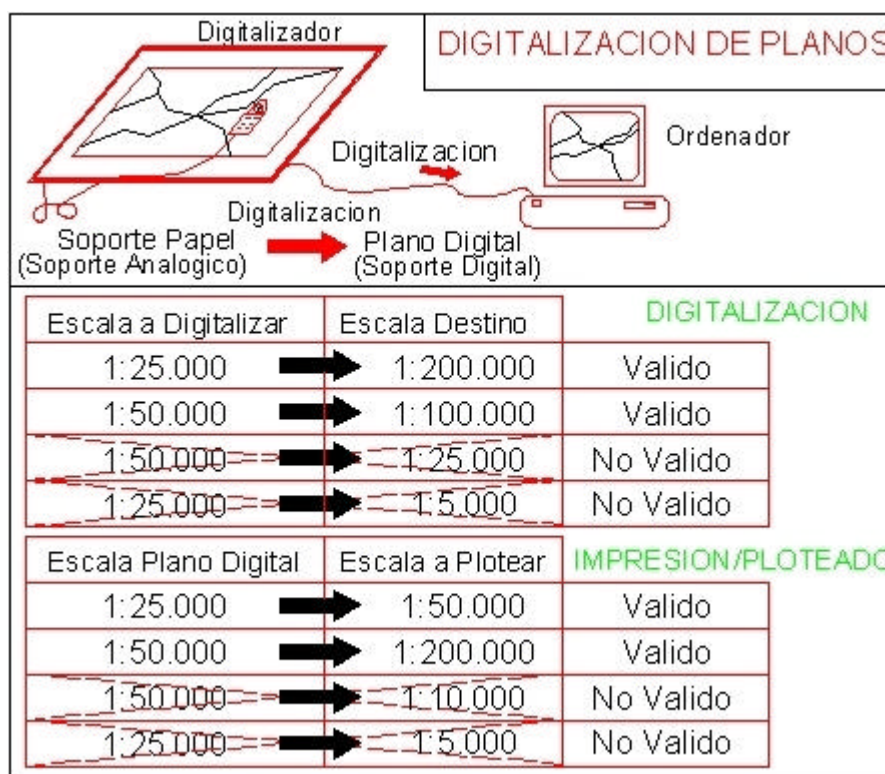 Digitalizador
DIGITALIZACION DE PLANOS
Digitalizacion
Ordenador
Digitalizacion
Soporte Papel
(Soporte Analogico)
Plano Digital
(Soporte Digital)
DIGITALIZACION
Escala a Digitalizar Escala Destino
1:25.000 1:200.000 Valido
1:50.000 1:100.000 Valido
1:50.000 1:25.000 No Valido
1:25.000 1:5.000 No Valido
Escala Plano Digital Escala a Plotear IMPRESION/PLOTEADO
1:25.000 1:50.000 Valido
1:50.000 1:200.000 Valido
1:50.000 1:10.000 No Valido
1:25.000 1:5.000 No Valido